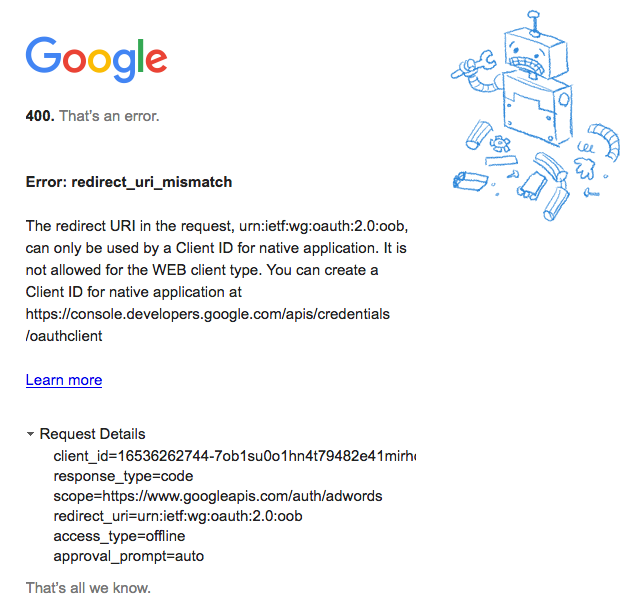 Google
400. That's an error.
Error: redirect_uri_mismatch
The redirect URI in the request, urn:ietf:wg:oauth:2.0:oob,
can only be used by a Client ID for native application. It is
not allowed for the WEB client type. You can create a
Client ID for native application at
https://console.developers.google.com/apis/credentials
/oauthclient
Learn more
Request Details
client_id=16536262744-7ob1su0o1hn4t79482e41mirh
response_type=code
scope=https://www.googleapis.com/auth/adwords
redirect_uri=urn:ietf:wg:oauth:2.0:oob
access_type=offline
approval_prompt=auto
That's all we know.